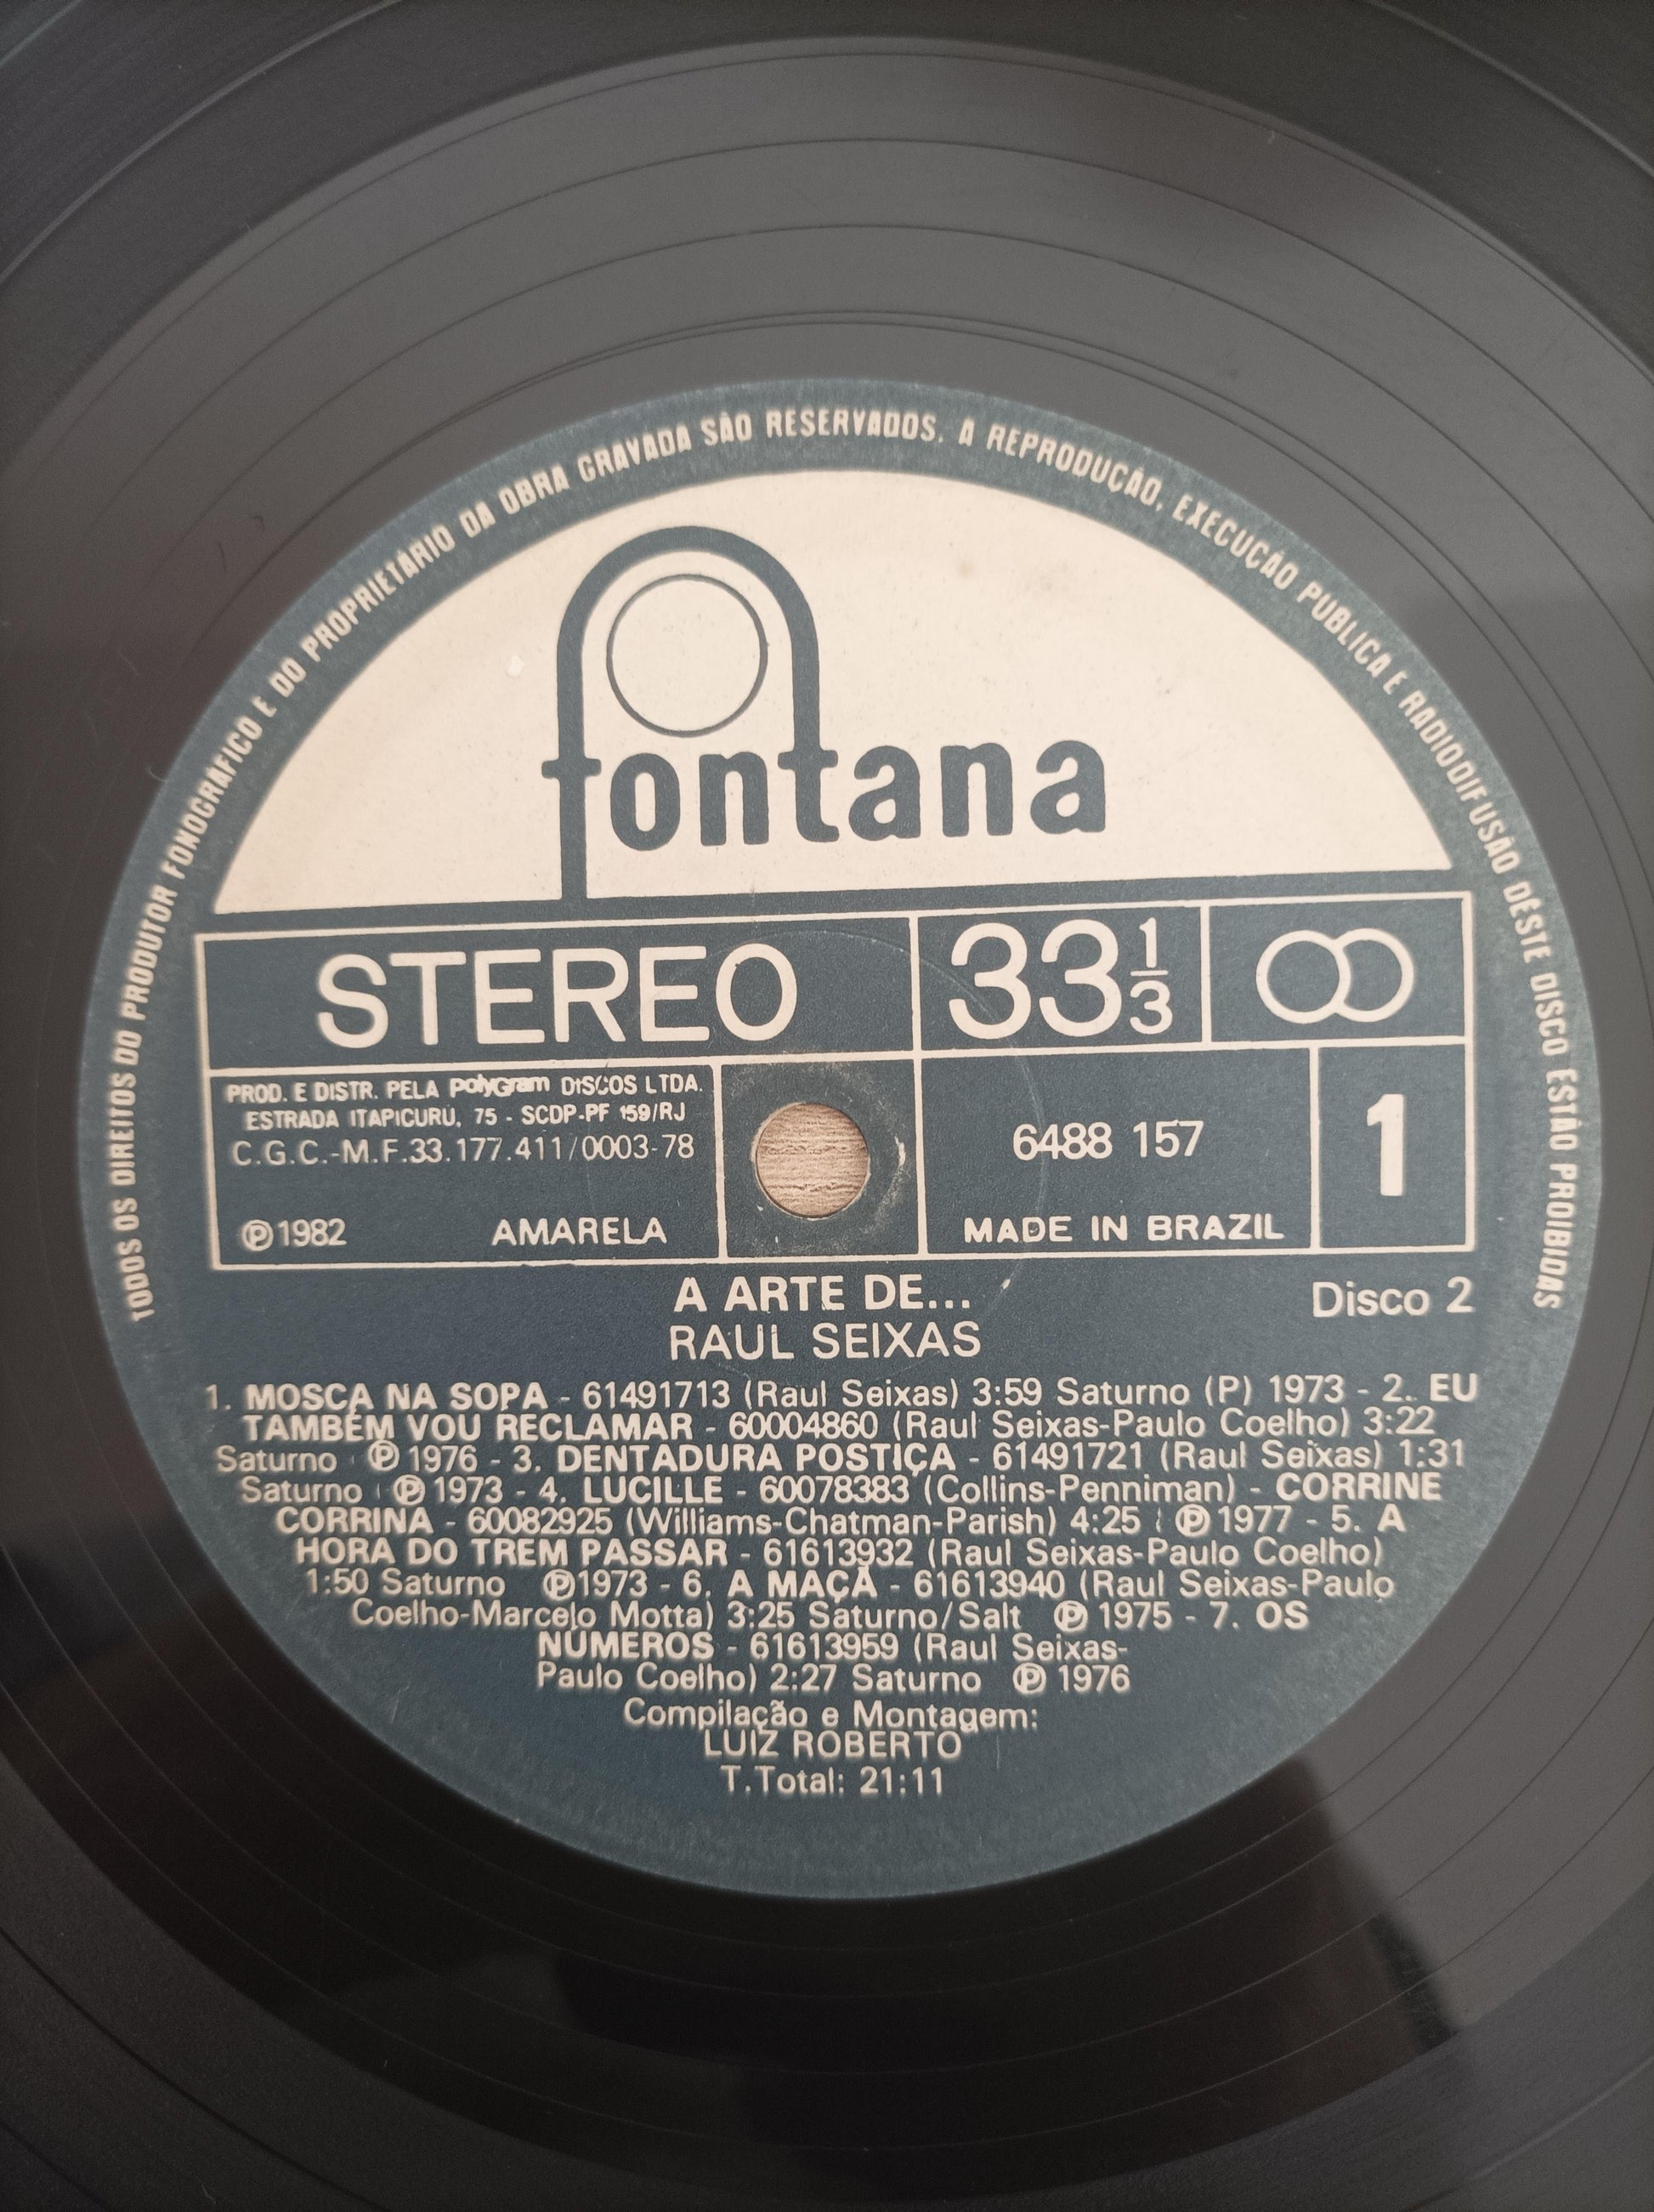 TODOS OS DIREITOS DO PRODUTOR FONOGRÁFICO E DO PROPRIETÁRIO DA OBRA GRAVADA SÃO RESERVADOS. A REPRODUÇÃO, EXECUÇÃO PÚBLICA E RADIODIFUSÃO DESTE DISCO ESTÃO PROIBIDAS
fontana
STEREO
33 1/3
PROD. E DISTR. PELA PolyGram DISCOS LTDA.
ESTRADA ITAPICURÚ, 75 - SCDP-PF 159/RJ
C.G.C.-M.F.33.177.411/0003-78
Ⓟ1982 AMARELA
6488 157
MADE IN BRAZIL
1
A ARTE DE...
RAUL SEIXAS
Disco 2
1. MOSCA NA SOPA - 61491713 (Raul Seixas) 3:59 Saturno (P) 1973 - 2. EU
TAMBÉM VOU RECLAMAR - 60004860 (Raul Seixas-Paulo Coelho) 3:22
Saturno Ⓟ 1976 - 3. DENTADURA POSTIÇA - 61491721 (Raul Seixas) 1:31
Saturno Ⓟ 1973 - 4. LUCILLE - 60078383 (Collins-Penniman) - CORRINE
CORRINA - 60082925 (Williams-Chatman-Parish) 4:25 Ⓟ 1977 - 5. A
HORA DO TREM PASSAR - 61613932 (Raul Seixas-Paulo Coelho)
1:50 Saturno Ⓟ1973 - 6. A MAÇÃ - 61613940 (Raul Seixas-Paulo
Coelho-Marcelo Motta) 3:25 Saturno/Salt Ⓟ 1975 - 7. OS
NÚMEROS - 61613959 (Raul Seixas-
Paulo Coelho) 2:27 Saturno Ⓟ 1976
Compilação e Montagem:
LUIZ ROBERTO
T.Total: 21:11